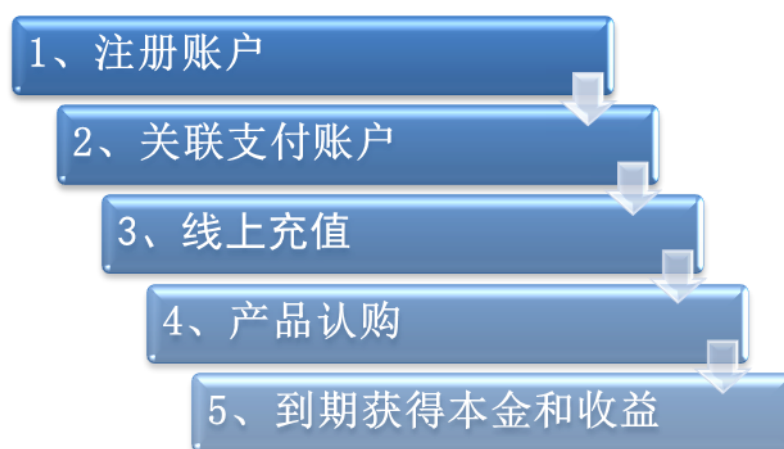 1、注册账户
2、关联支付账户
3、线上充值
4、产品认购
5、到期获得本金和收益